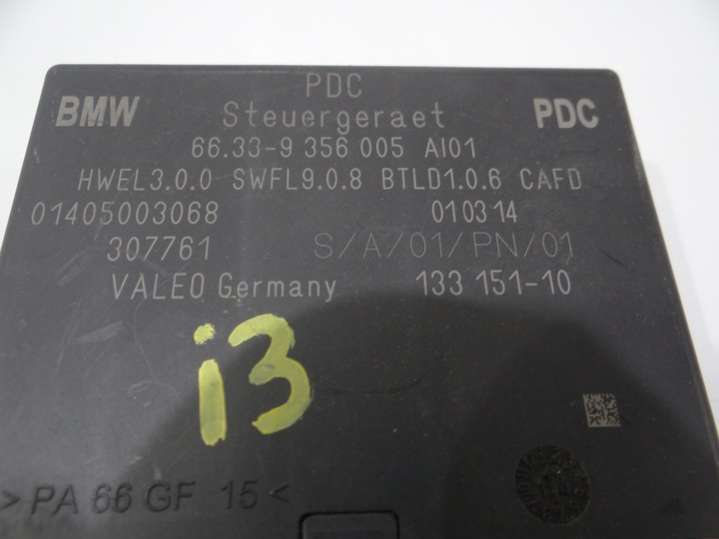 PDC
BMW Steuergeraet PDC
66.33-9 356 005 AI01
HWEL3.0.0 SWFL9.0.8 BTLD1.0.6 CAFD
01405003068 010314
307761 S/A/01/PN/01
VALEO Germany 133 151-10
i3
>PA 66 GF 15<